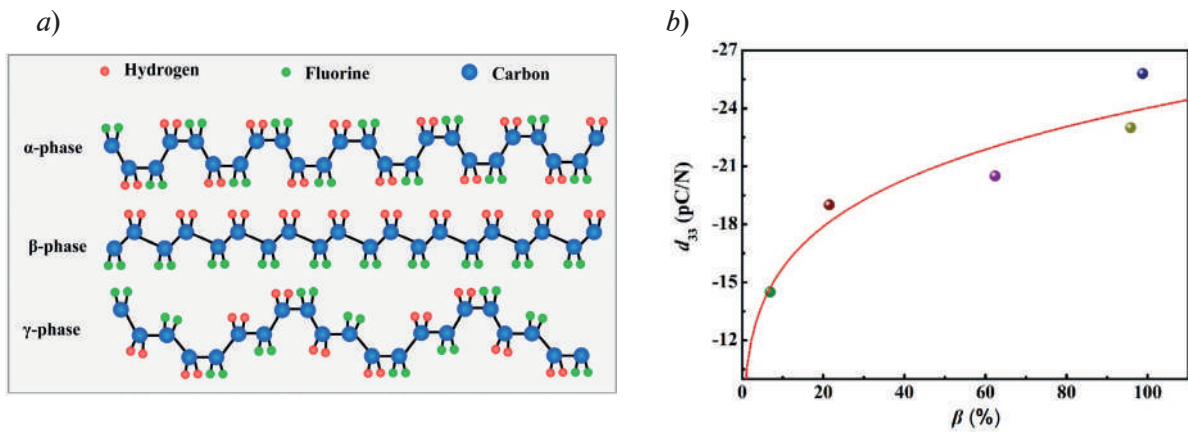 a)
Hydrogen Fluorine Carbon
α-phase
β-phase
γ-phase
b)
-27
-24
-21
-18
-15
-12
d33 (pC/N)
0 20 40 60 80 100
β (%)